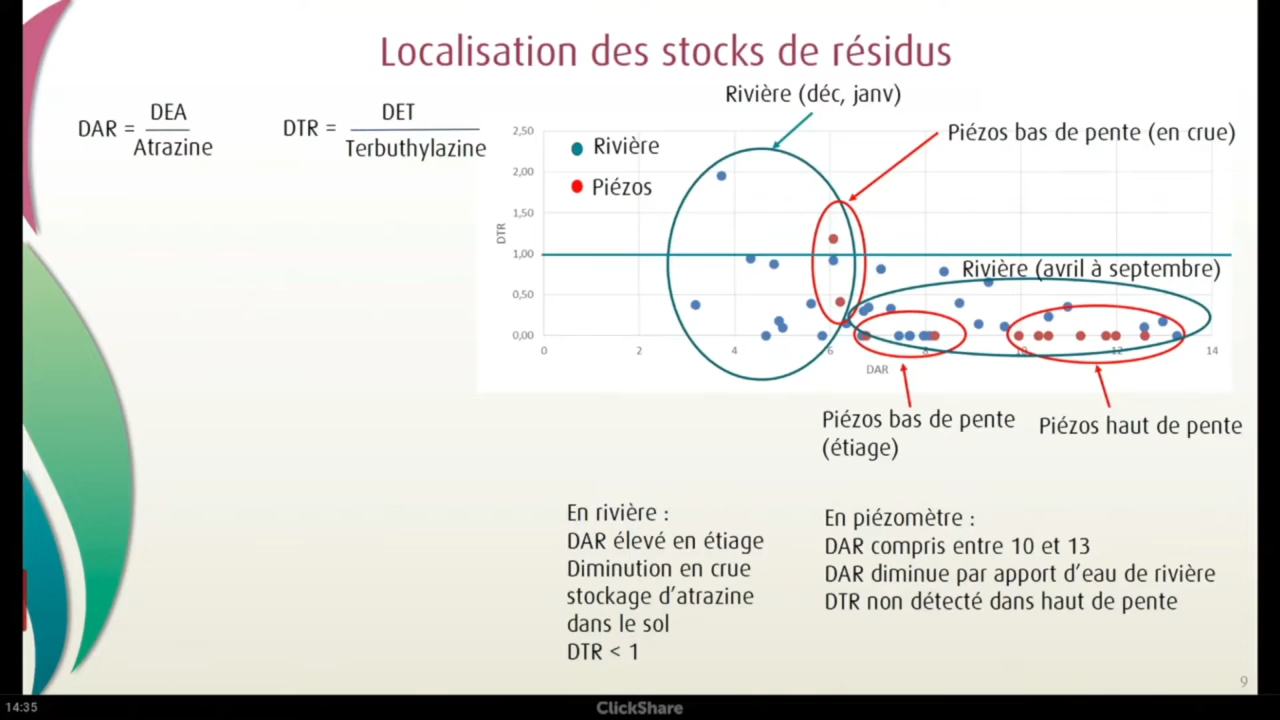 Localisation des stocks de résidus
DAR = DEA
Atrazine
DTR = DET
Terbuthylazine
Rivière (déc, janv)
Piézos bas de pente (en crue)
Rivière
Piézos
2,50
2,00
1,50
1,00
0,50
0,00
DTR
Rivière (avril à septembre)
0
2
4
6
8
10
12
14
DAR
Piézos bas de pente
(étiage)
Piézos haut de pente
En rivière :
DAR élevé en étiage
Diminution en crue
stockage d'atrazine
dans le sol
DTR < 1
En piézomètre :
DAR compris entre 10 et 13
DAR diminue par apport d'eau de rivière
DTR non détecté dans haut de pente
9
14:35
ClickShare